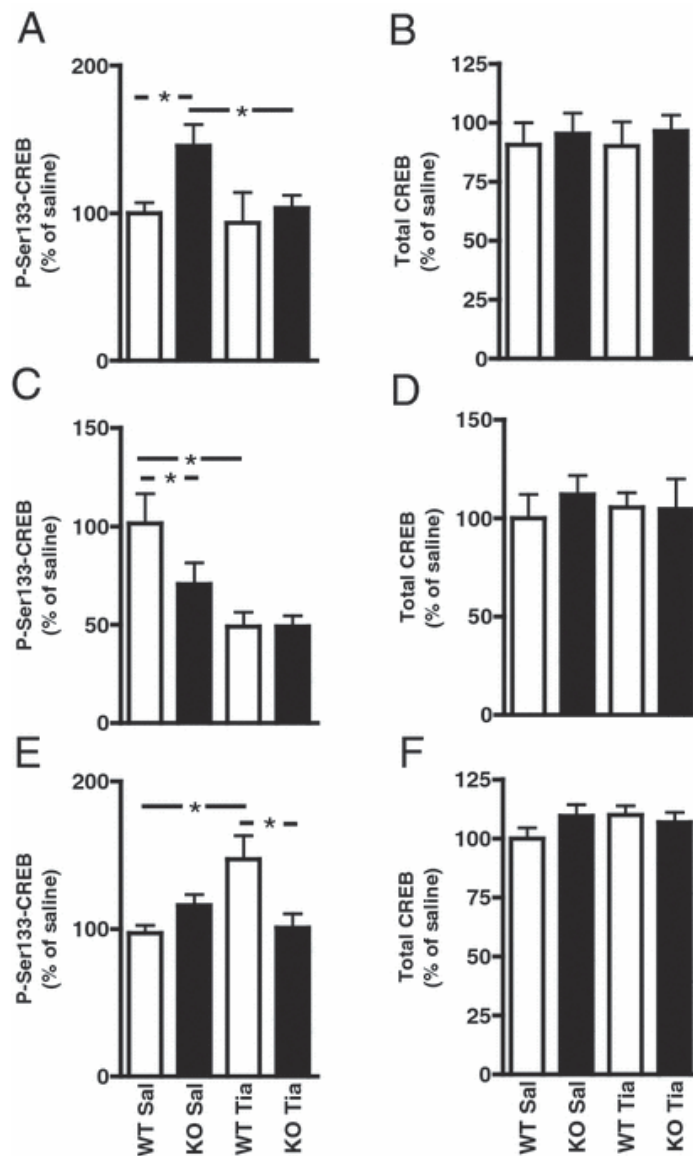 A
200
100
0
P-Ser133-CREB
(% of saline)
*
*
B
125
100
75
50
25
0
Total CREB
(% of saline)
C
150
100
50
0
P-Ser133-CREB
(% of saline)
*
*
D
150
100
50
0
Total CREB
(% of saline)
E
200
100
0
P-Ser133-CREB
(% of saline)
*
*
WT Sal
KO Sal
WT Tia
KO Tia
F
125
100
75
50
25
0
Total CREB
(% of saline)
WT Sal
KO Sal
WT Tia
KO Tia